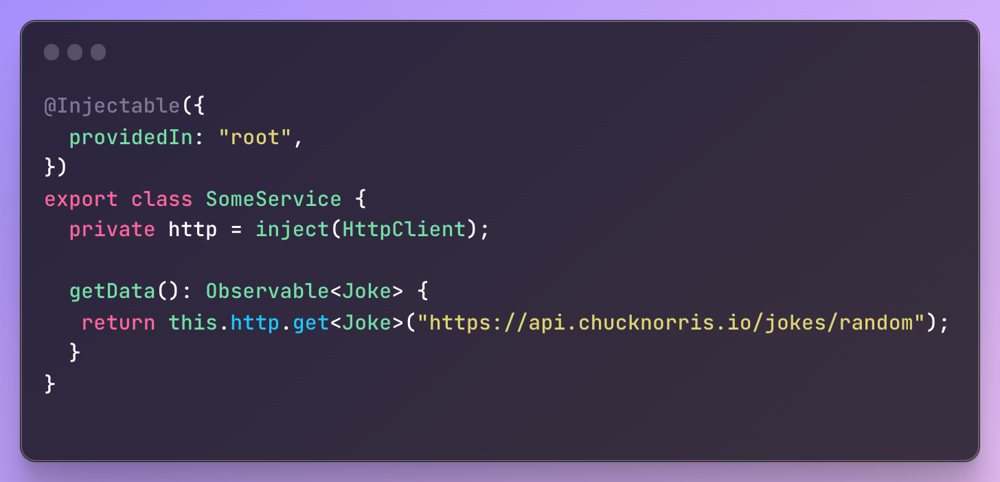 @Injectable({
  providedIn: "root",
})
export class SomeService {
  private http = inject(HttpClient);

  getData(): Observable<Joke> {
   return this.http.get<Joke>("https://api.chucknorris.io/jokes/random");
  }
}